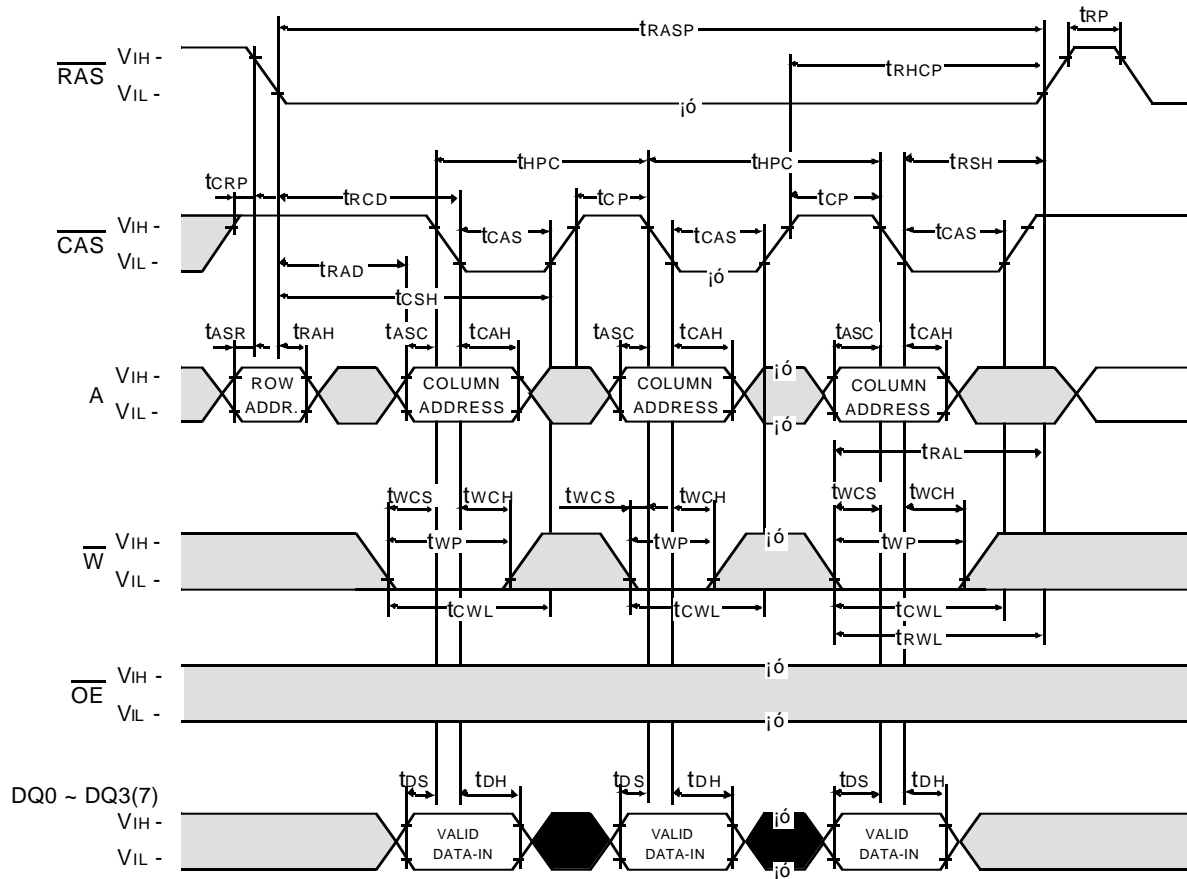 tRASP
tRP
RAS
VIH -
VIL -
tRHCP
¡ó
tHPC
tHPC
tRSH
tCRP
tRCD
tCP
tCP
CAS
VIH -
VIL -
tCAS
tCAS
tCAS
¡ó
tRAD
tCSH
tASR
tRAH
tASC
tCAH
tASC
tCAH
tASC
tCAH
A
VIH -
VIL -
ROW
ADDR.
COLUMN
ADDRESS
COLUMN
ADDRESS
¡ó
¡ó
COLUMN
ADDRESS
tRAL
tWCS
tWCH
tWCS
tWCH
tWCS
tWCH
W
VIH -
VIL -
tWP
tWP
¡ó
tWP
tCWL
tCWL
tCWL
tRWL
OE
VIH -
VIL -
¡ó
¡ó
tDS
tDH
tDS
tDH
tDS
tDH
DQ0 ~ DQ3(7)
VIH -
VIL -
VALID
DATA-IN
VALID
DATA-IN
¡ó
¡ó
VALID
DATA-IN